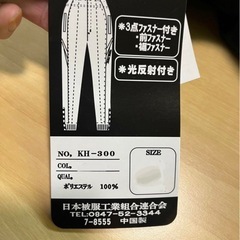 ※3点ファスナー付き
・前ファスナー
・裾ファスナー
※光反射付き
NO. KH-300
COL.
QUAL.
ポリエステル 100%
SIZE
日本被服工業組合連合会
TEL:0847-52-3344
7-8555 中国製